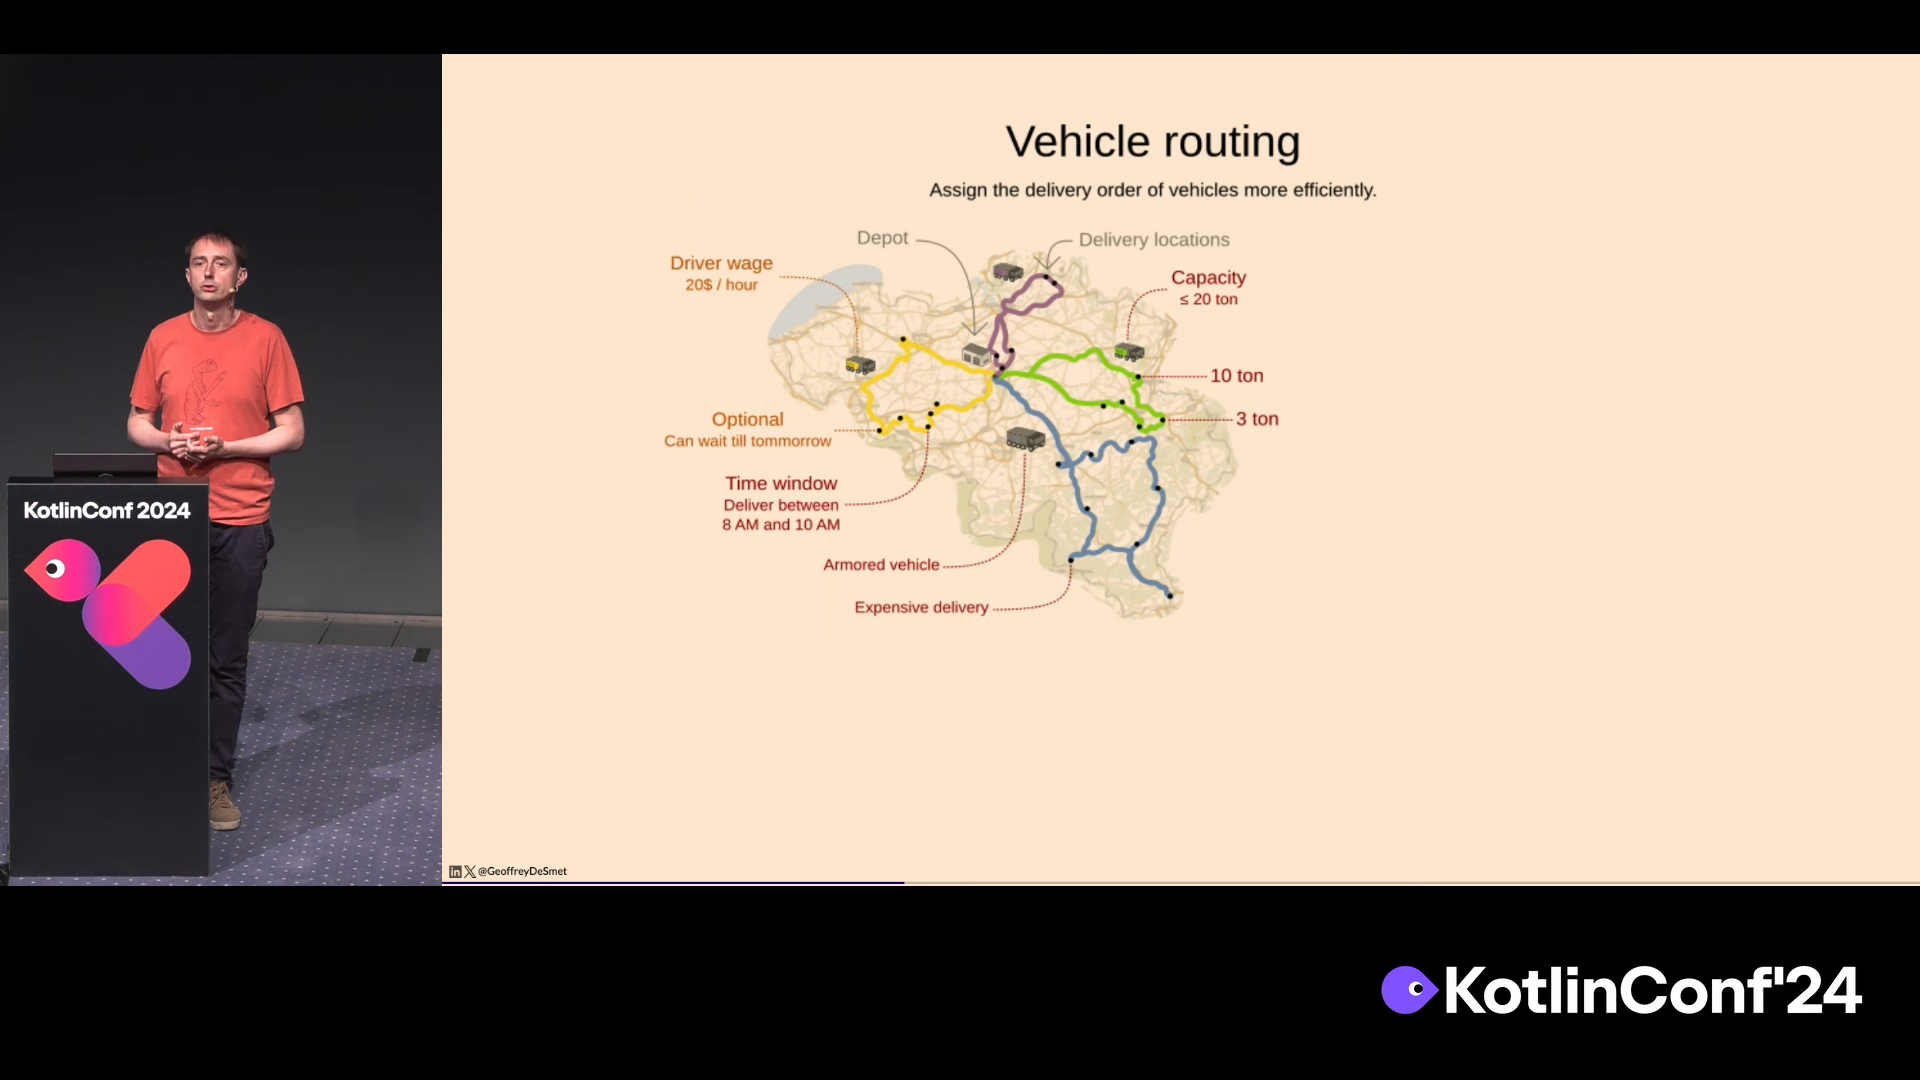 KotlinConf 2024
Vehicle routing
Assign the delivery order of vehicles more efficiently.
Depot
Delivery locations
Driver wage
20$ / hour
Capacity
≤ 20 ton
10 ton
3 ton
Optional
Can wait till tommorrow
Time window
Deliver between
8 AM and 10 AM
Armored vehicle
Expensive delivery
@GeoffreyDeSmet
KotlinConf'24